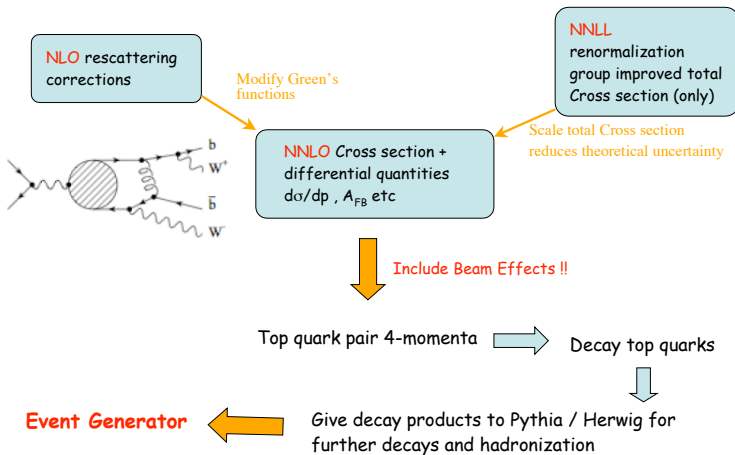 NLO rescattering
corrections
NNLL
renormalization
group improved total
Cross section (only)
Modify Green's
functions
Scale total Cross section
reduces theoretical uncertainty
NNLO Cross section +
differential quantities
dσ/dp , A_FB etc
b
W⁺
b̅
W⁻
Include Beam Effects !!
Top quark pair 4-momenta
Decay top quarks
Event Generator
Give decay products to Pythia / Herwig for
further decays and hadronization